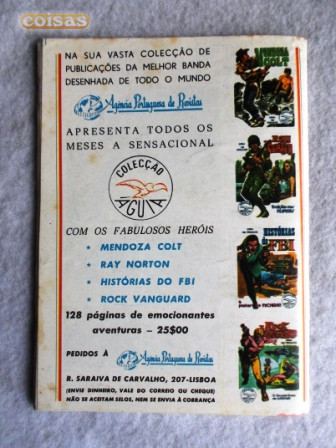 coisas
NA SUA VASTA COLECÇÃO DE
PUBLICAÇÕES DA MELHOR BANDA
DESENHADA DE TODO O MUNDO
Agência Portuguesa de Revistas
APRESENTA TODOS OS
MESES A SENSACIONAL
COLECÇÃO
ÁGUIA
COM OS FABULOSOS HERÓIS
MENDOZA COLT
RAY NORTON
HISTÓRIAS DO FBI
ROCK VANGUARD
128 páginas de emocionantes
aventuras — 25$00
PEDIDOS À
Agência Portuguesa de Revistas
R. SARAIVA DE CARVALHO, 207-LISBOA
(ENVIE DINHEIRO, VALE DO CORREIO OU CHEQUE)
NÃO SE ACEITAM SELOS, NEM SE ENVIA À COBRANÇA
HISTÓRIAS
FBI